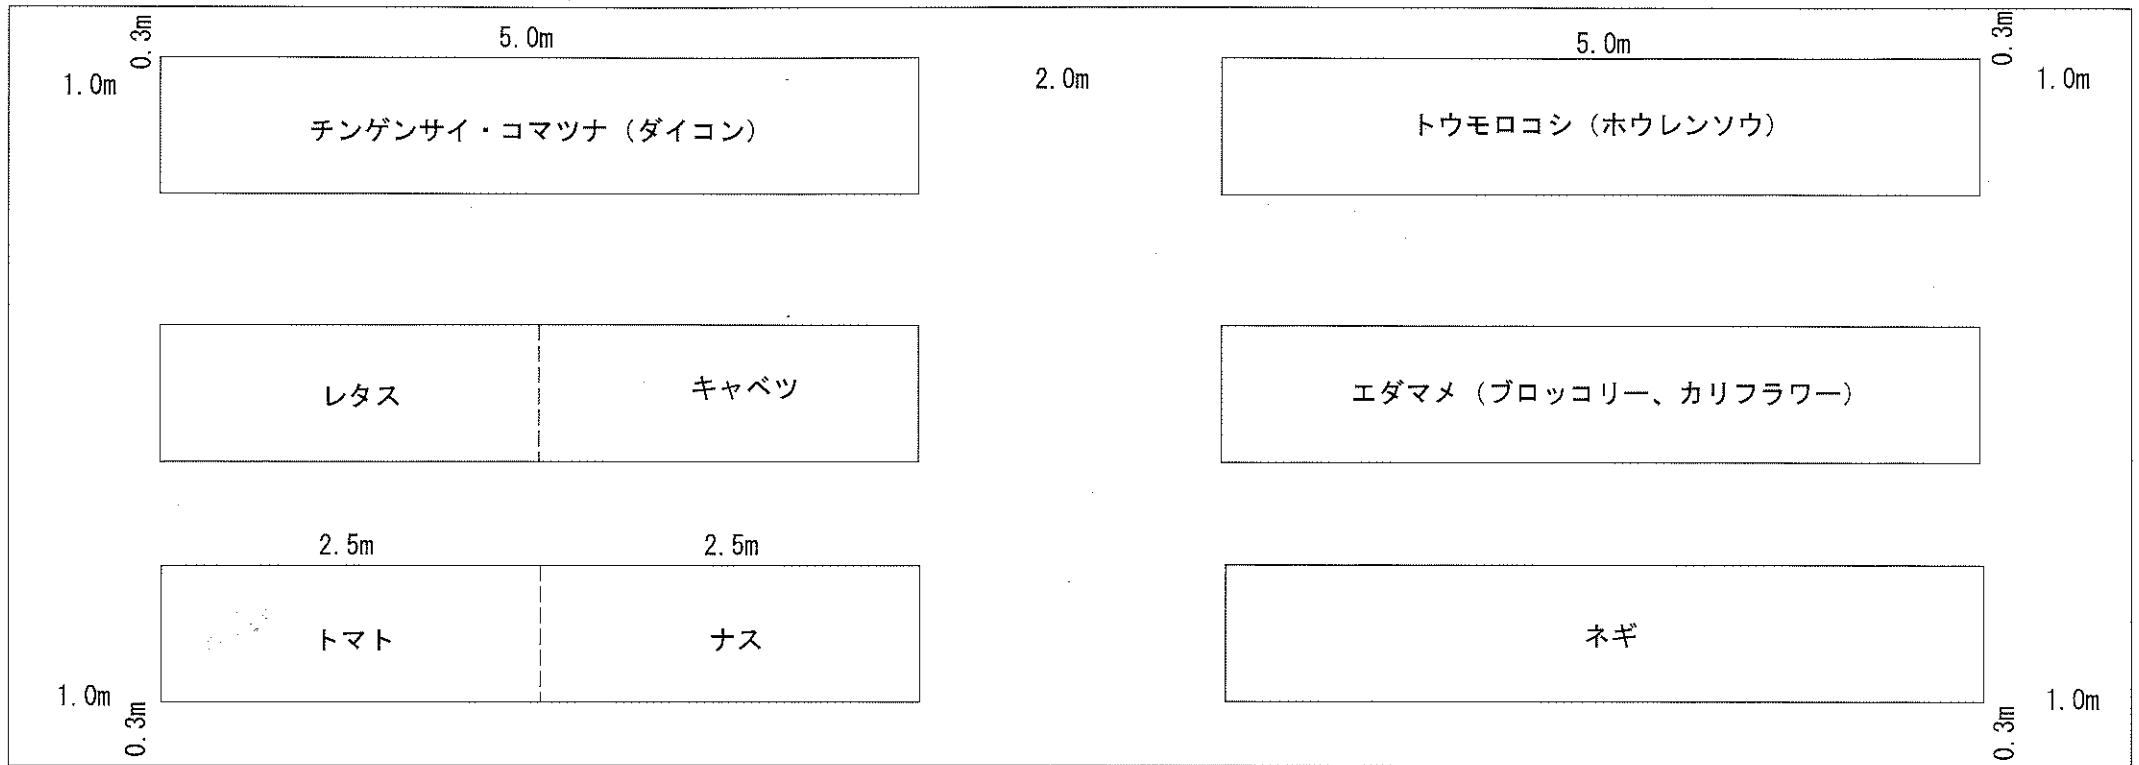 0.3m
5.0m
5.0m
0.3m
1.0m
2.0m
1.0m
チンゲンサイ・コマツナ（ダイコン）
トウモロコシ（ホウレンソウ）
レタス
キャベツ
エダマメ（ブロッコリー、カリフラワー）
2.5m
2.5m
トマト
ナス
ネギ
1.0m
0.3m
1.0m
0.3m